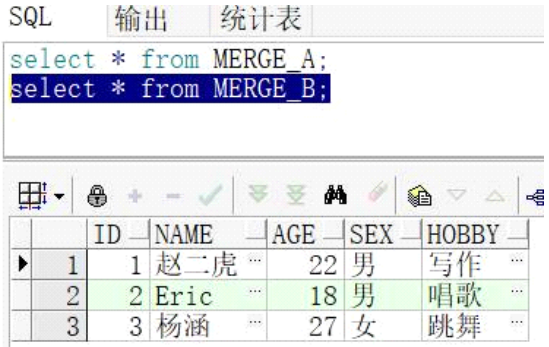 SQL 输出 统计表
select * from MERGE_A;
select * from MERGE_B;
ID NAME AGE SEX HOBBY
1 1 赵二虎 ... 22 男 写作 ...
2 2 Eric ... 18 男 唱歌 ...
3 3 杨涵 ... 27 女 跳舞 ...